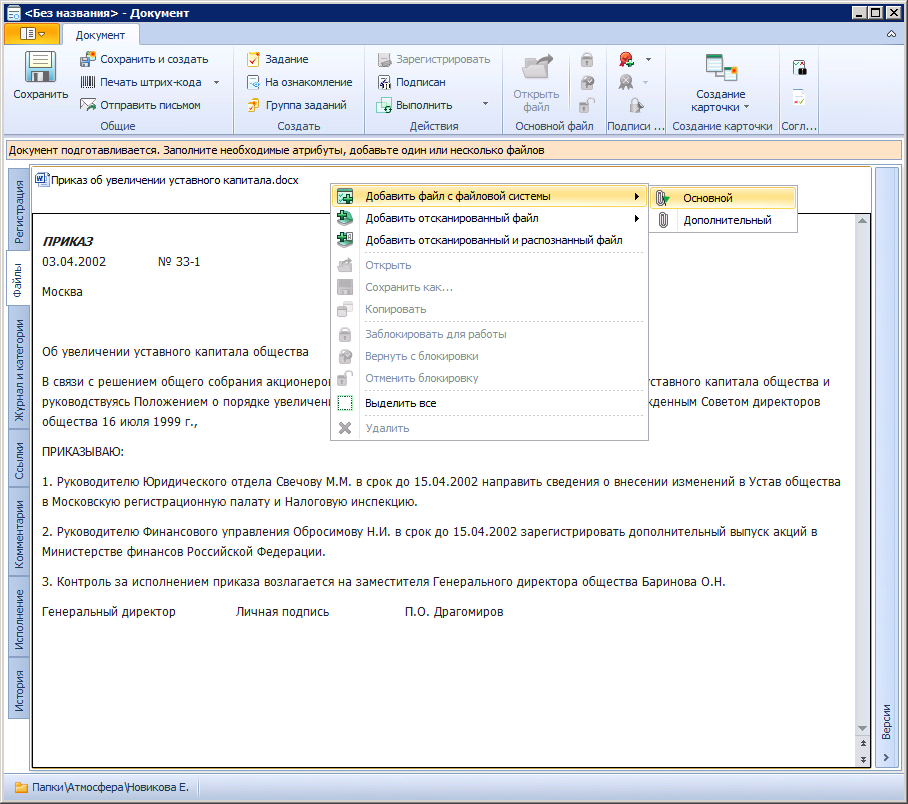 <Без названия> - Документ
Документ
Сохранить
Сохранить и создать
Печать штрих-кода
Отправить письмом
Общие
Задание
На ознакомление
Группа заданий
Создать
Зарегистрировать
Подписан
Выполнить
Действия
Открыть
файл
Основной файл
Подписи ...
Создание
карточки
Создание карточки
Согл...
Документ подготавливается. Заполните необходимые атрибуты, добавьте один или несколько файлов
Регистрация
Файлы
Журнал и категории
Ссылки
Комментарии
Исполнение
История
Приказ об увеличении уставного капитала.docx
Добавить файл с файловой системы
Добавить отсканированный файл
Добавить отсканированный и распознанный файл
Открыть
Сохранить как...
Копировать
Заблокировать для работы
Вернуть с блокировки
Отменить блокировку
Выделить все
Удалить
Основной
Дополнительный
ПРИКАЗ
03.04.2002 № 33-1
Москва
Об увеличении уставного капитала общества
В связи с решением общего собрания акционеро ставного капитала общества и
руководствуясь Положением о порядке увеличен жденным Советом директоров
общества 16 июля 1999 г.,
ПРИКАЗЫВАЮ:
1. Руководителю Юридического отдела Свечову М.М. в срок до 15.04.2002 направить сведения о внесении изменений в Устав общества
в Московскую регистрационную палату и Налоговую инспекцию.
2. Руководителю Финансового управления Обросимову Н.И. в срок до 15.04.2002 зарегистрировать дополнительный выпуск акций в
Министерстве финансов Российской Федерации.
3. Контроль за исполнением приказа возлагается на заместителя Генерального директора общества Баринова О.Н.
Генеральный директор Личная подпись П.О. Драгомиров
Версии
Папки\Атмосфера\Новикова Е.